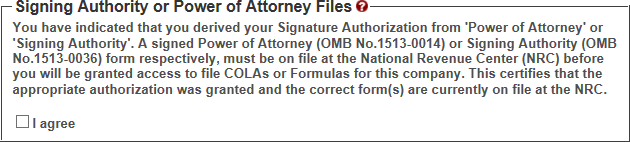 Signing Authority or Power of Attorney Files ?
You have indicated that you derived your Signature Authorization from 'Power of Attorney' or
'Signing Authority'. A signed Power of Attorney (OMB No.1513-0014) or Signing Authority (OMB
No.1513-0036) form respectively, must be on file at the National Revenue Center (NRC) before
you will be granted access to file COLAs or Formulas for this company. This certifies that the
appropriate authorization was granted and the correct form(s) are currently on file at the NRC.
I agree